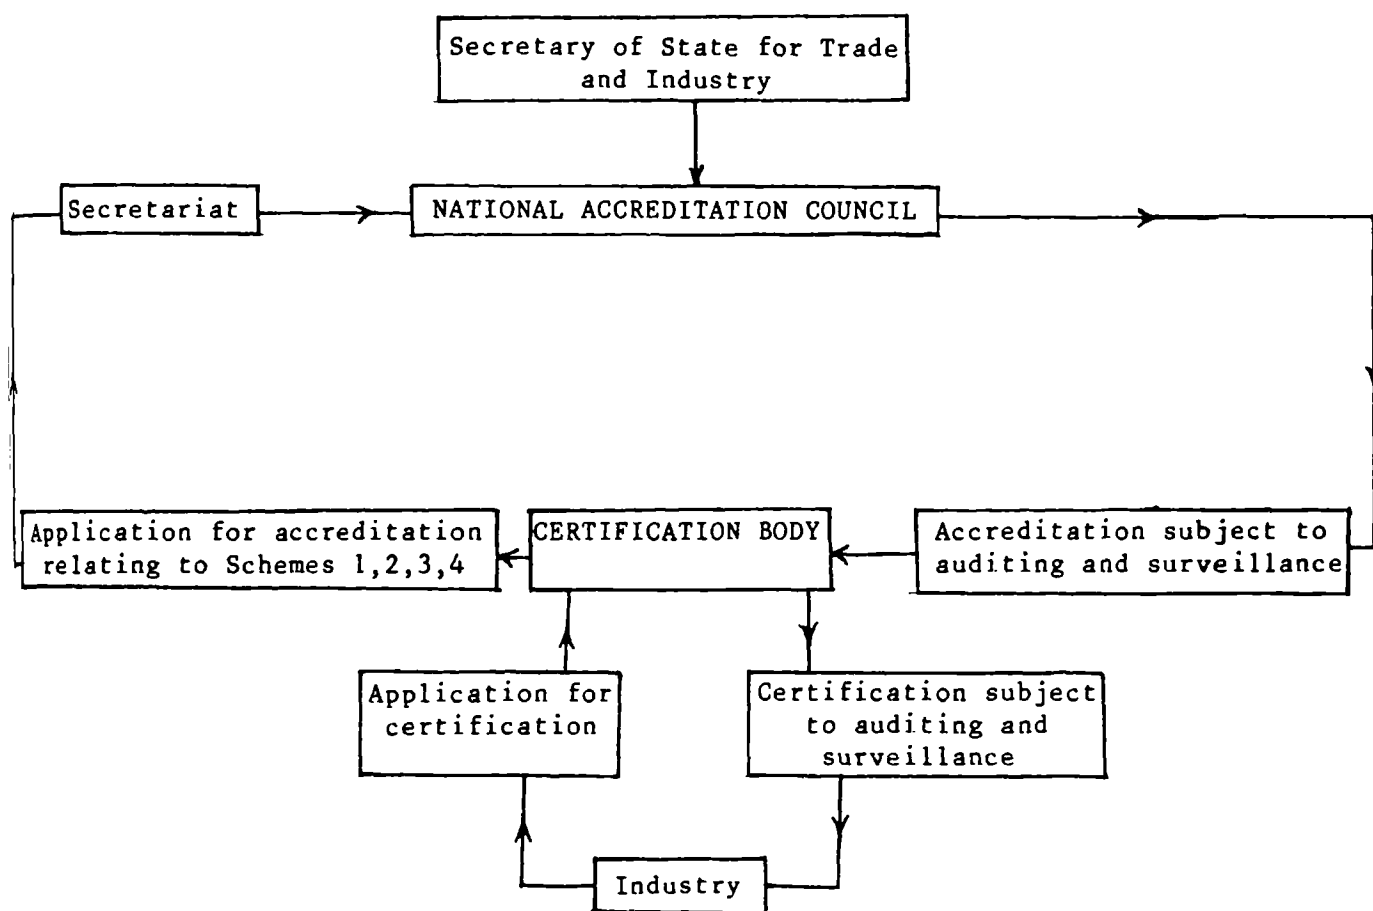 Secretary of State for Trade
and Industry
Secretariat
NATIONAL ACCREDITATION COUNCIL
Application for accreditation
relating to Schemes 1,2,3,4
CERTIFICATION BODY
Accreditation subject to
auditing and surveillance
Application for
certification
Certification subject
to auditing and
surveillance
Industry